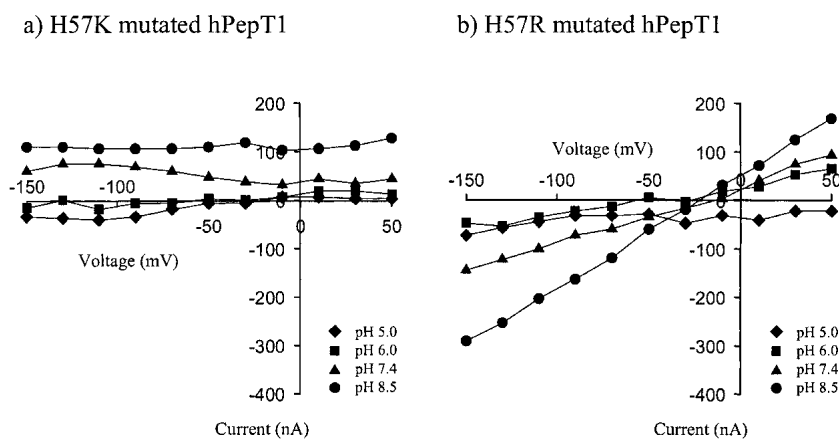 a) H57K mutated hPepT1
200
100
0
-100
-200
-300
-400
-150
-100
-50
0
50
Voltage (mV)
pH 5.0
pH 6.0
pH 7.4
pH 8.5
Current (nA)
b) H57R mutated hPepT1
200
100
0
-100
-200
-300
-400
Voltage (mV)
-150
-100
-50
0
50
pH 5.0
pH 6.0
pH 7.4
pH 8.5
Current (nA)